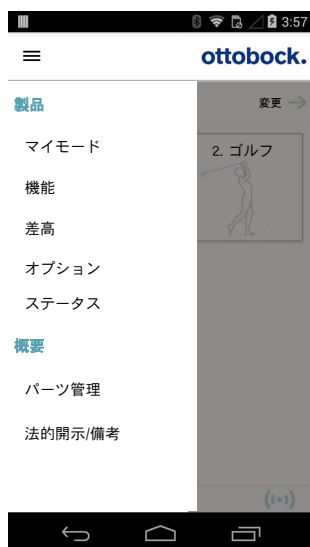 3:57
ottobock.
製品
変更
マイモード
2. ゴルフ
機能
差高
オプション
ステータス
概要
パーツ管理
法的開示/備考